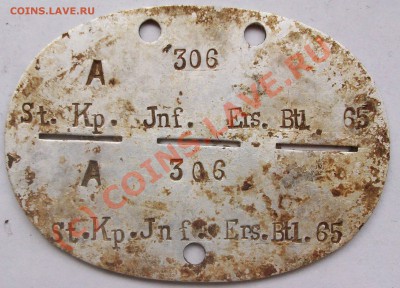 COINS.ЛАVE.RU
306
A
St. Kp. Jnf. Ers. Btl. 65
A 306
St.Kp.Jnf. Ers.Btl.65
(c) COINS.LAVE.RU